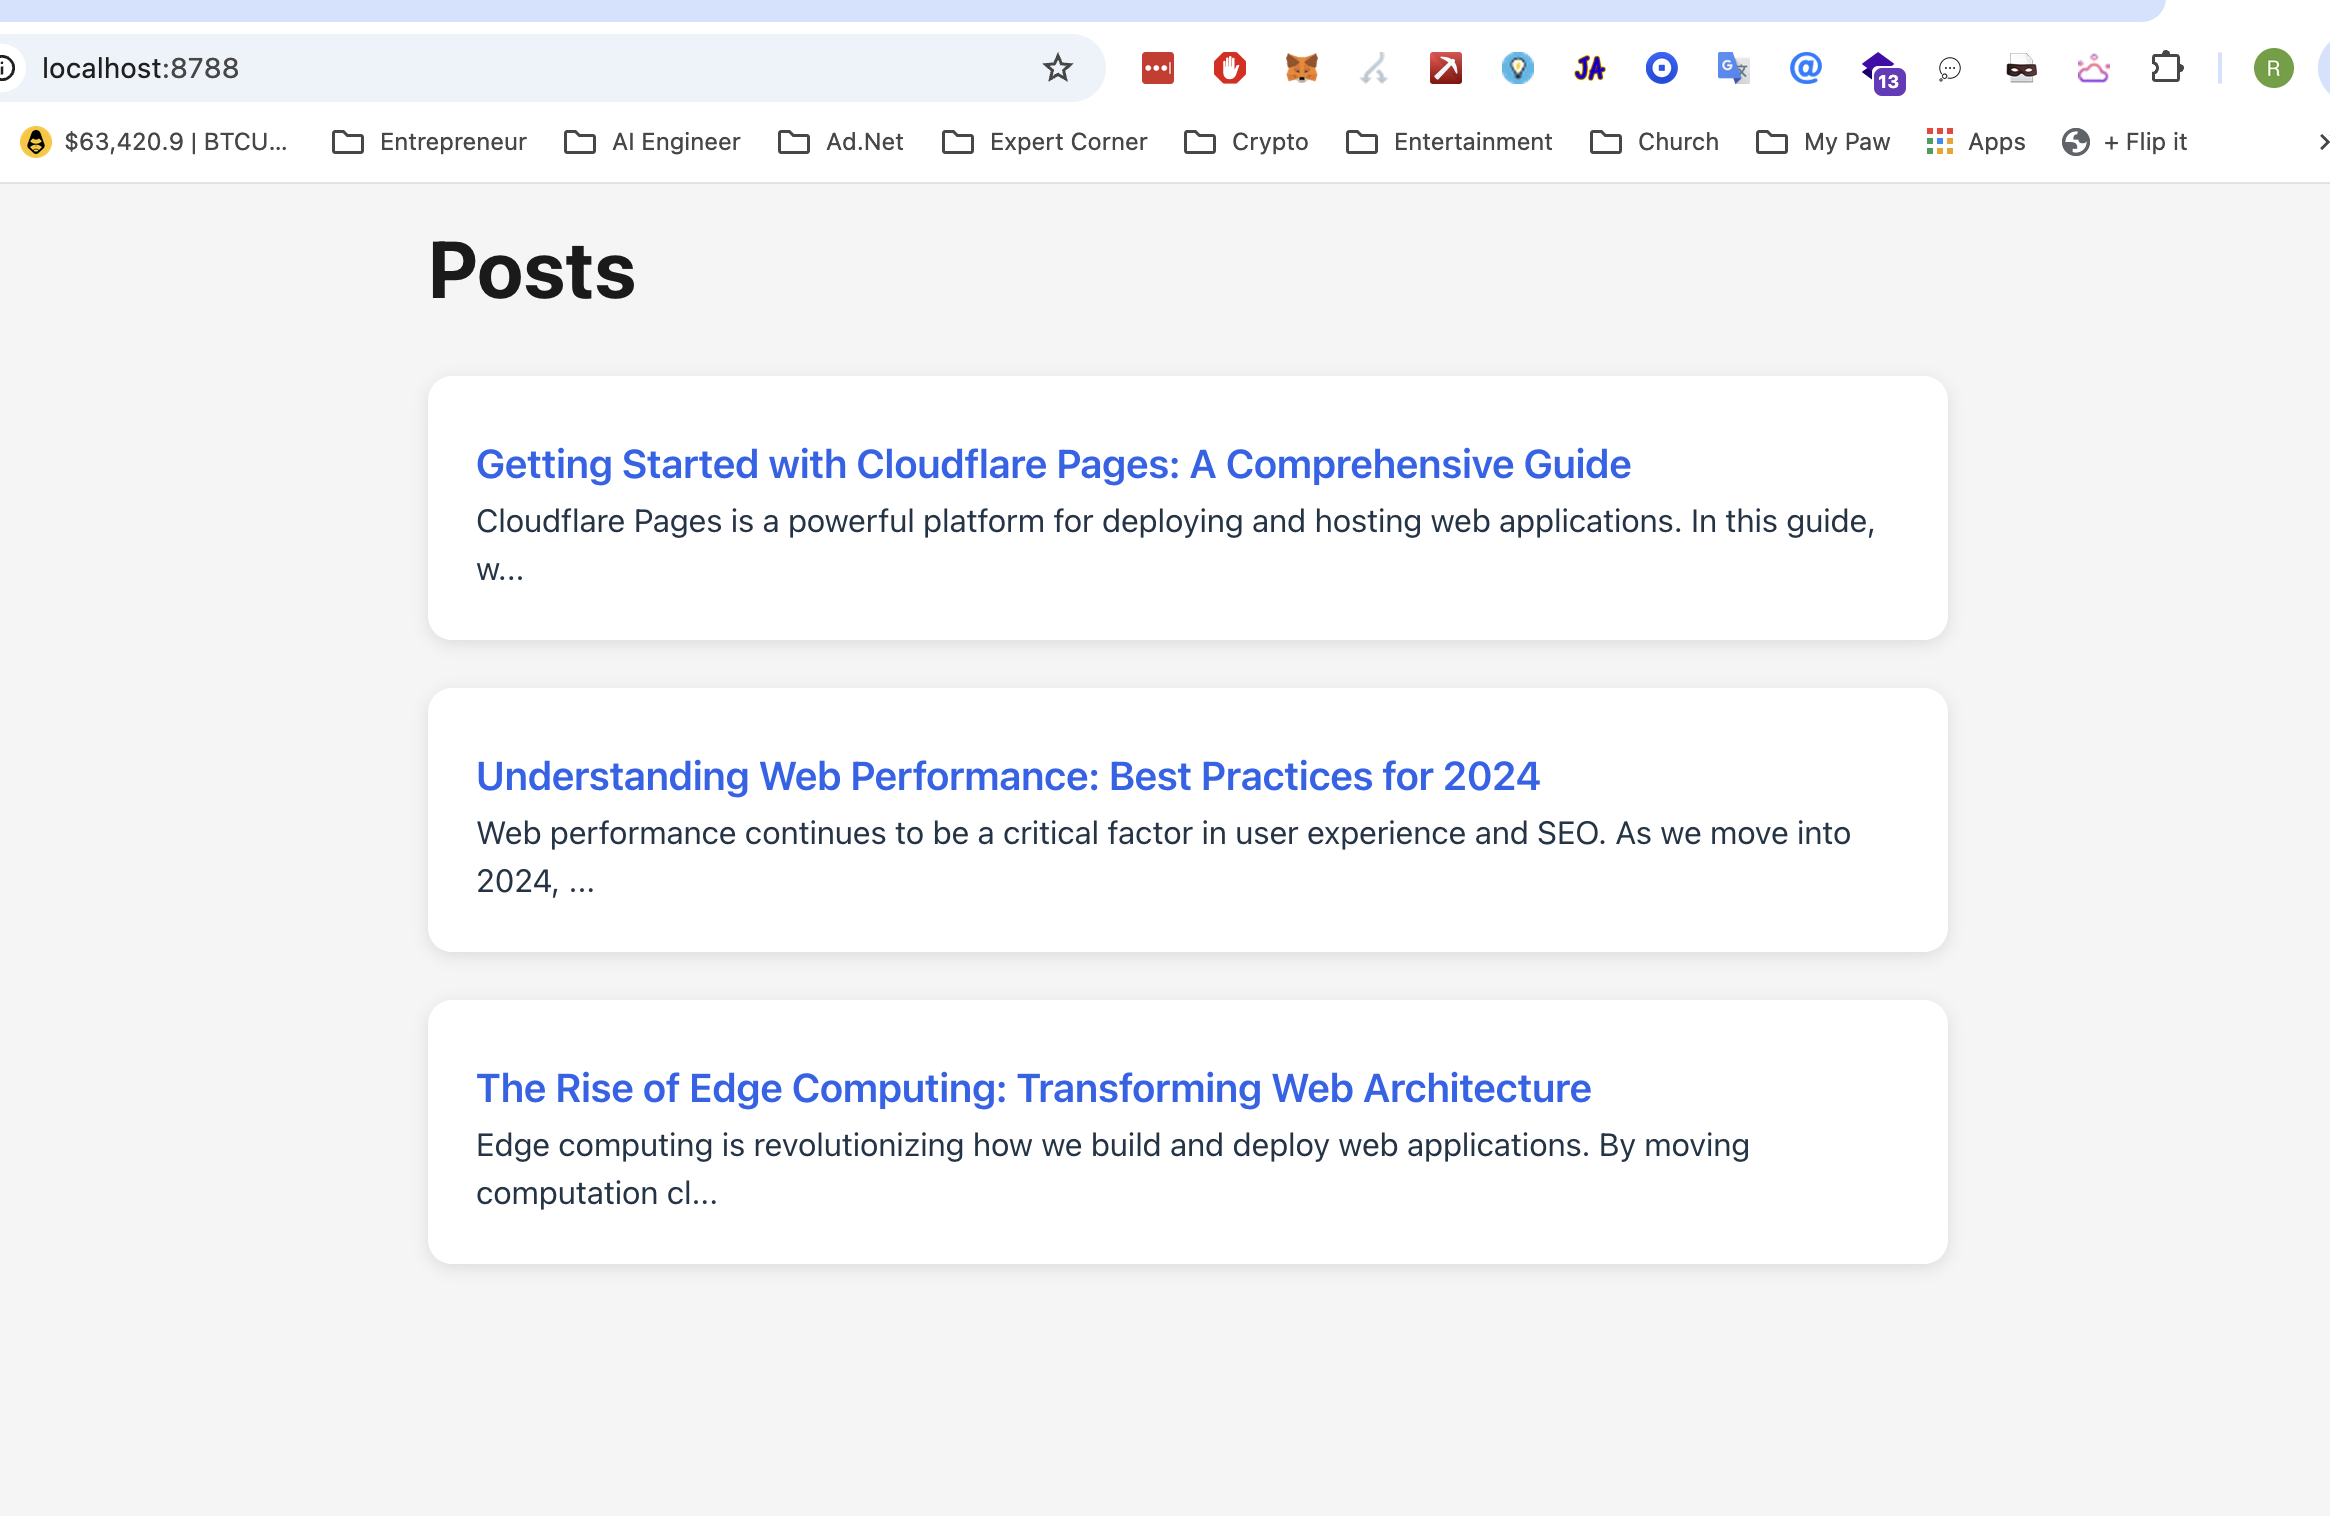 localhost:8788
13
R
$63,420.9 | BTCU... Entrepreneur AI Engineer Ad.Net Expert Corner Crypto Entertainment Church My Paw Apps + Flip it
Posts
Getting Started with Cloudflare Pages: A Comprehensive Guide
Cloudflare Pages is a powerful platform for deploying and hosting web applications. In this guide,
w...
Understanding Web Performance: Best Practices for 2024
Web performance continues to be a critical factor in user experience and SEO. As we move into
2024, ...
The Rise of Edge Computing: Transforming Web Architecture
Edge computing is revolutionizing how we build and deploy web applications. By moving
computation cl...